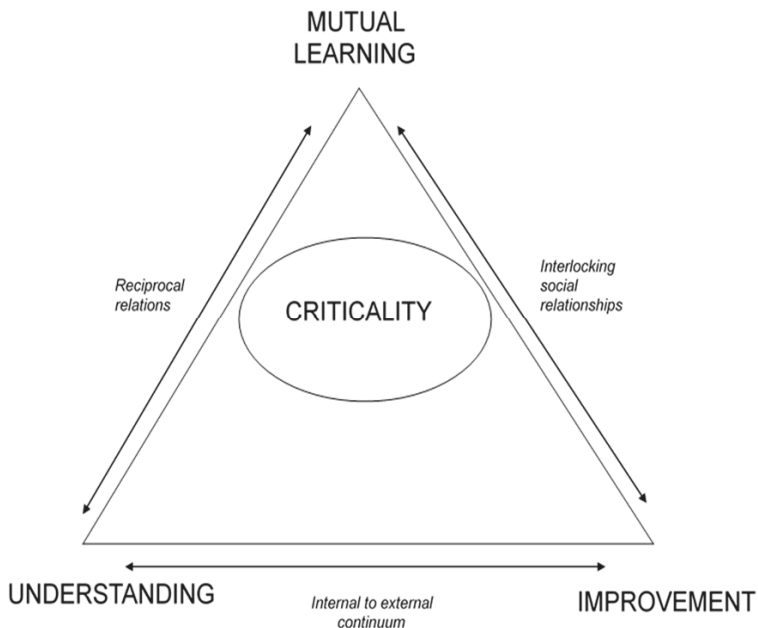 MUTUAL
LEARNING
Reciprocal
relations
Interlocking
social
relationships
CRITICALITY
UNDERSTANDING
Internal to external
continuum
IMPROVEMENT